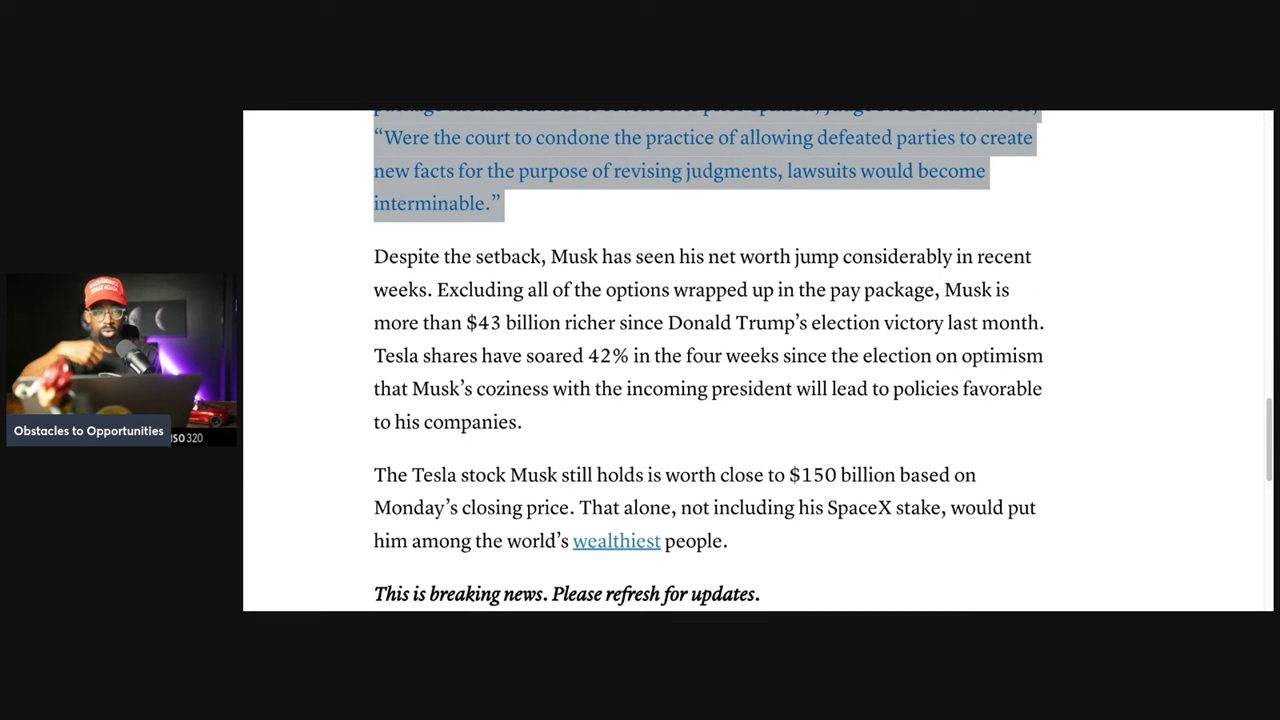 “Were the court to condone the practice of allowing defeated parties to create
new facts for the purpose of revising judgments, lawsuits would become
interminable.”
Despite the setback, Musk has seen his net worth jump considerably in recent
weeks. Excluding all of the options wrapped up in the pay package, Musk is
more than $43 billion richer since Donald Trump’s election victory last month.
Tesla shares have soared 42% in the four weeks since the election on optimism
that Musk’s coziness with the incoming president will lead to policies favorable
to his companies.
The Tesla stock Musk still holds is worth close to $150 billion based on
Monday’s closing price. That alone, not including his SpaceX stake, would put
him among the world’s wealthiest people.
This is breaking news. Please refresh for updates.
Obstacles to Opportunities
ISO 320